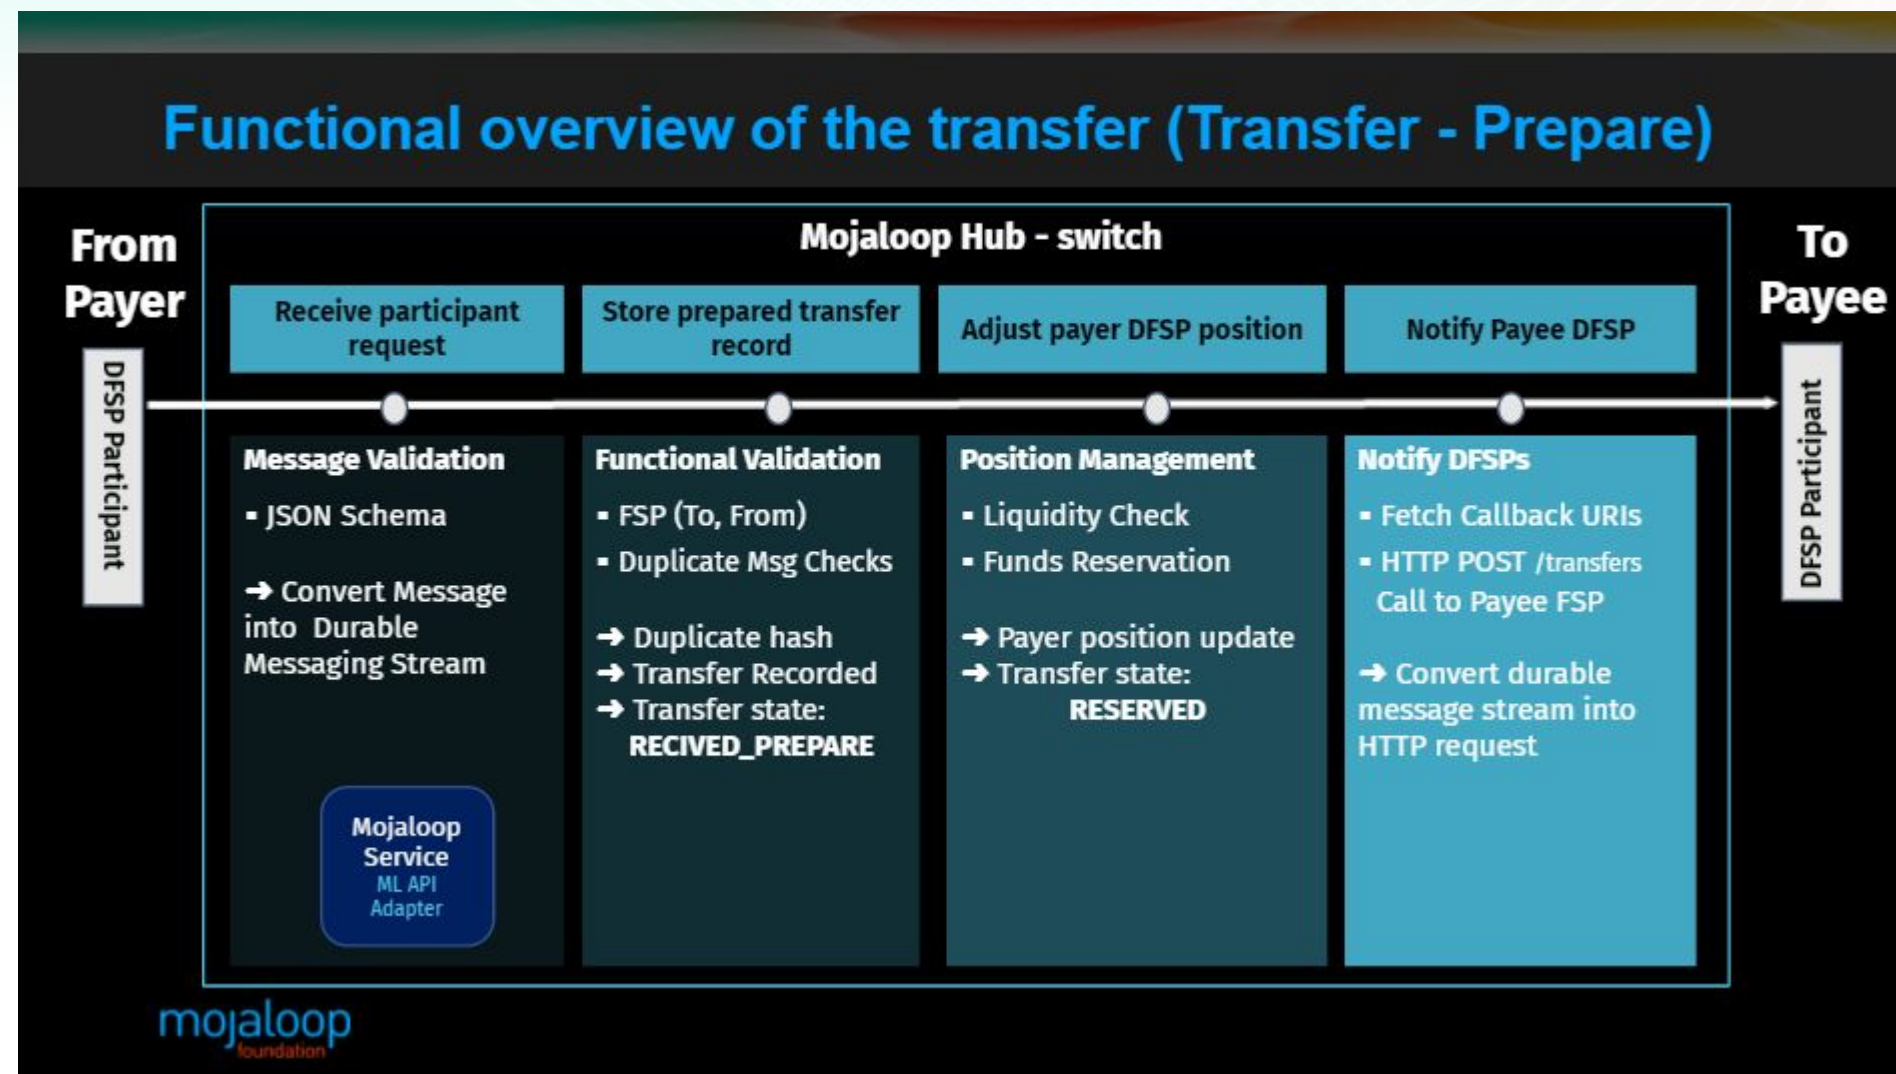 Functional overview of the transfer (Transfer - Prepare)
From
Payer
DFSP Participant
Mojaloop Hub - switch
Receive participant
request
Store prepared transfer
record
Adjust payer DFSP position
Notify Payee DFSP
To
Payee
DFSP Participant
Message Validation
▪ JSON Schema
➔ Convert Message
into Durable
Messaging Stream
Mojaloop
Service
ML API
Adapter
Functional Validation
▪ FSP (To, From)
▪ Duplicate Msg Checks
➔ Duplicate hash
➔ Transfer Recorded
➔ Transfer state:
RECIVED_PREPARE
Position Management
▪ Liquidity Check
▪ Funds Reservation
➔ Payer position update
➔ Transfer state:
RESERVED
Notify DFSPs
▪ Fetch Callback URIs
▪ HTTP POST /transfers
Call to Payee FSP
➔ Convert durable
message stream into
HTTP request
mojaloop
foundation